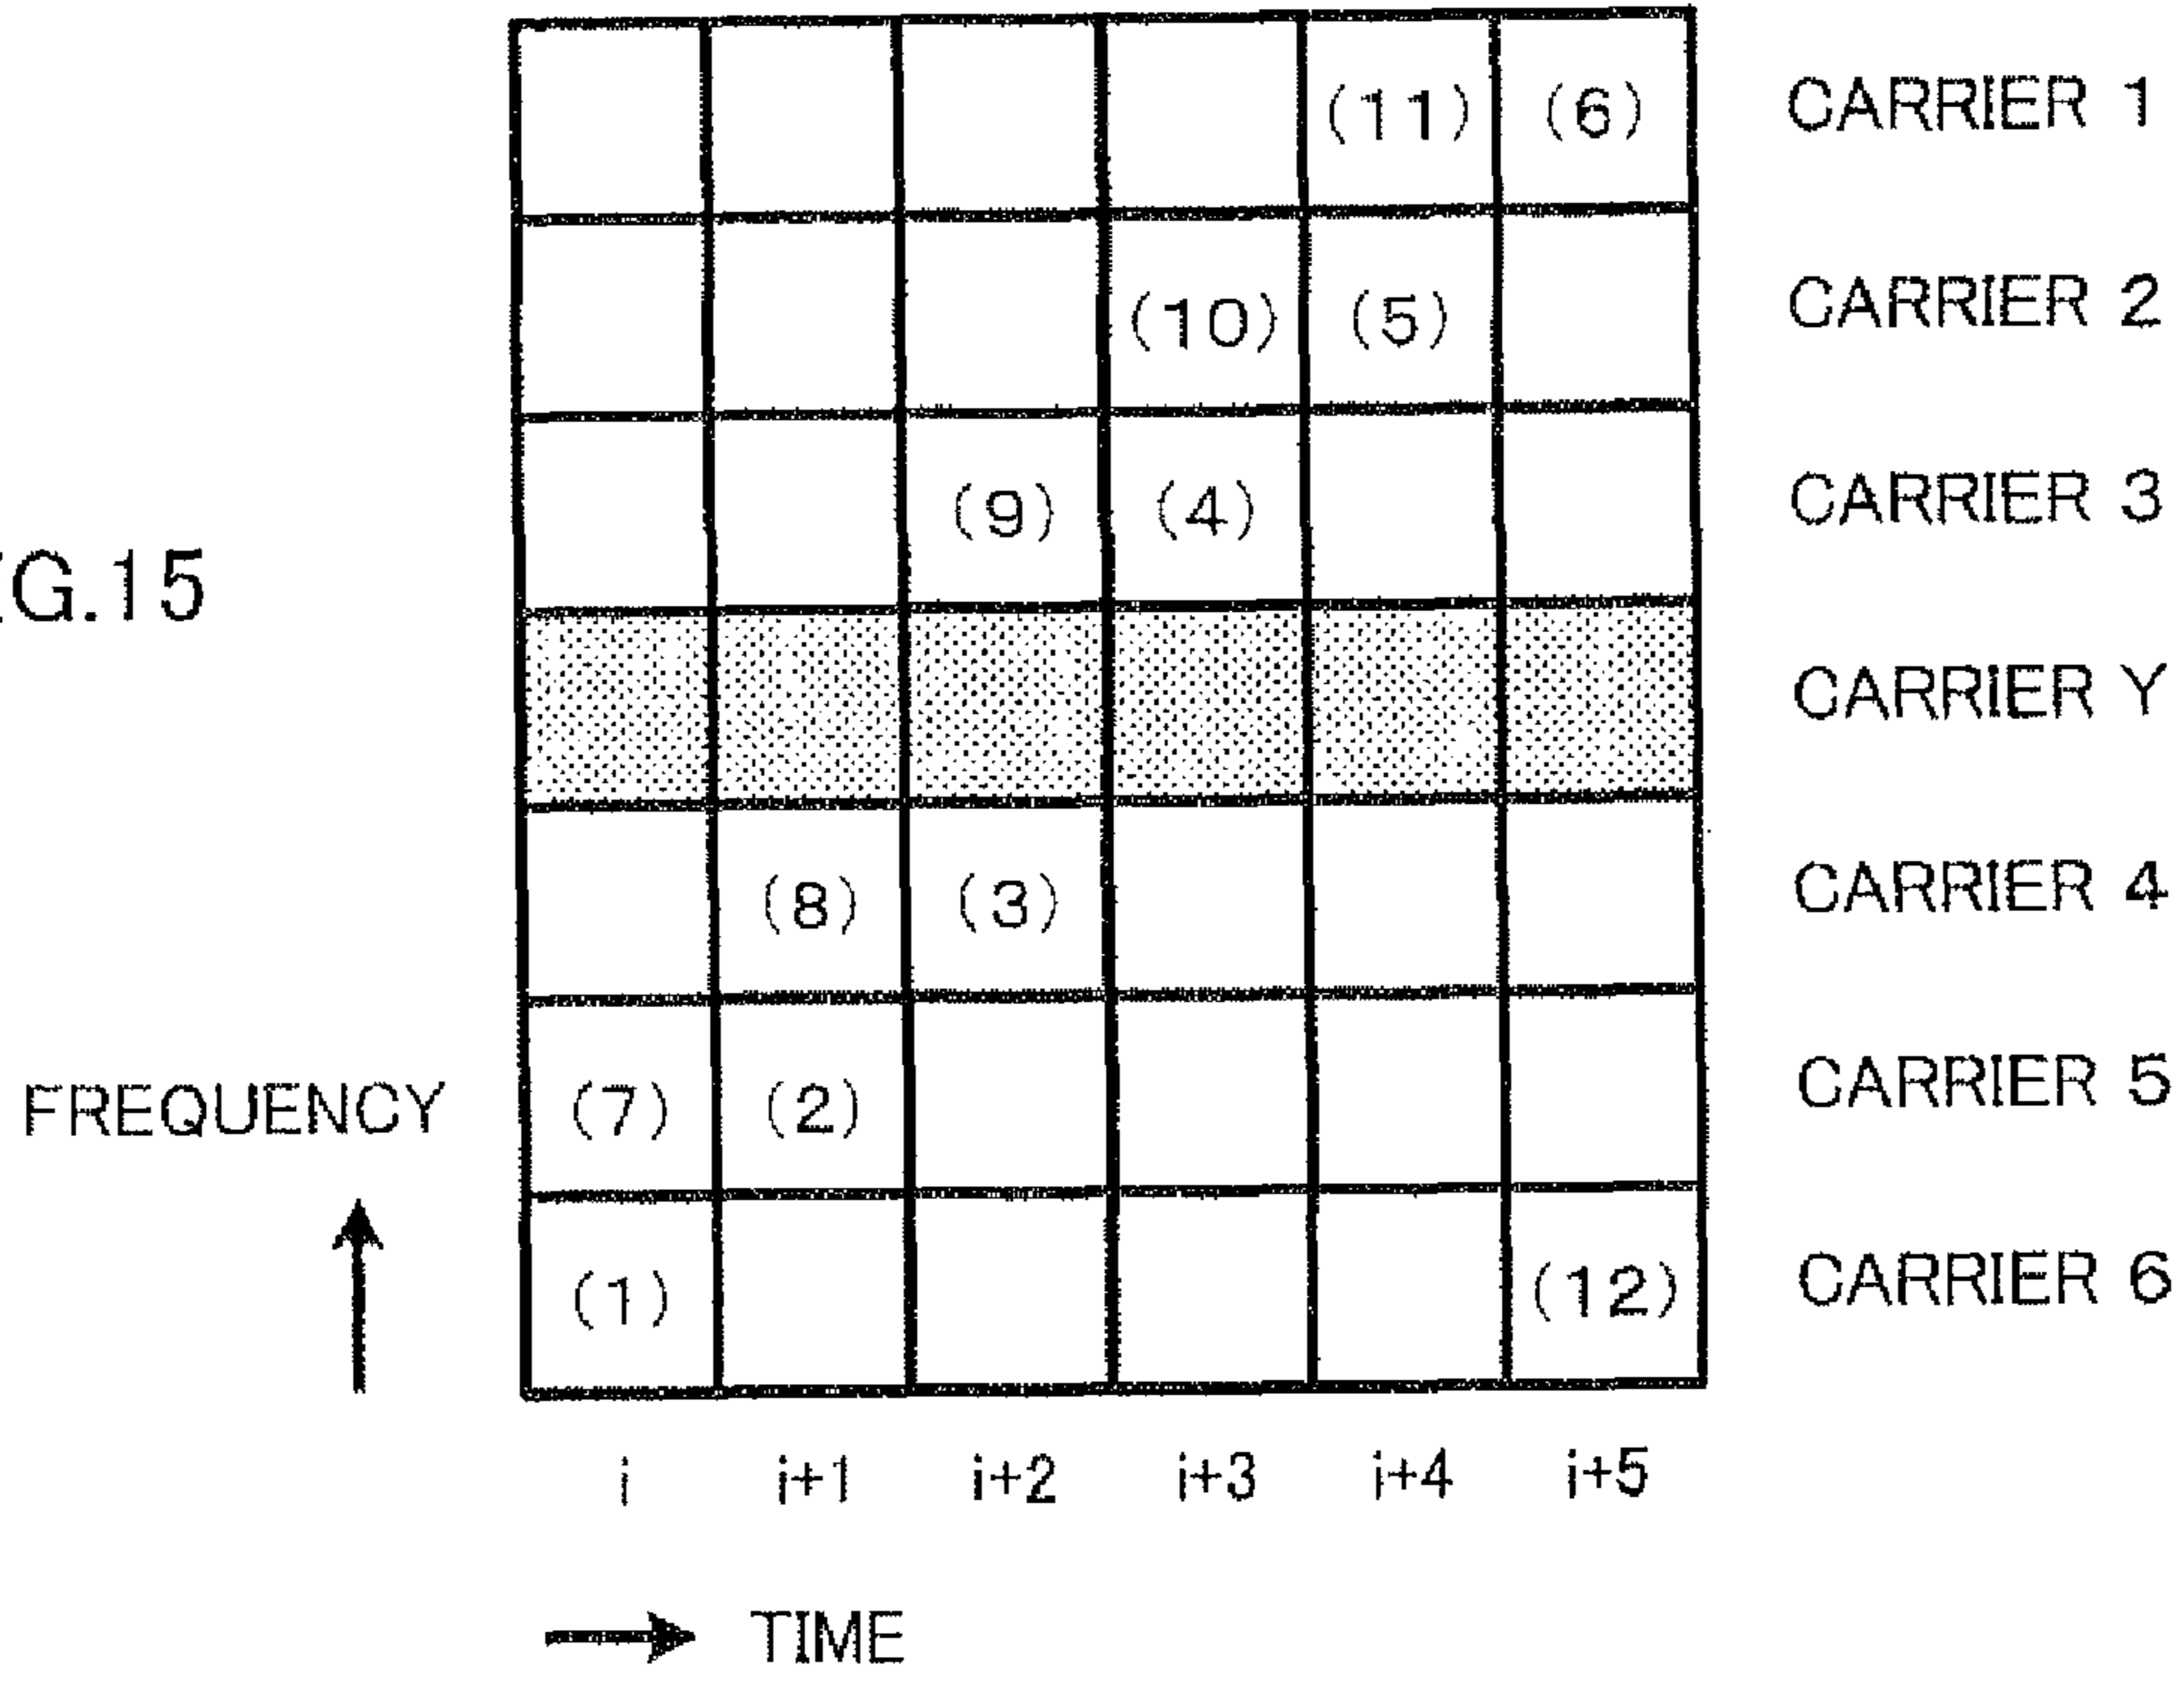 (11) (6) CARRIER 1
(10) (5) CARRIER 2
(9) (4) CARRIER 3
G.15
CARRIER Y
(8) (3) CARRIER 4
FREQUENCY (7) (2) CARRIER 5
(1) (12) CARRIER 6
i i+1 i+2 i+3 i+4 i+5
TIME